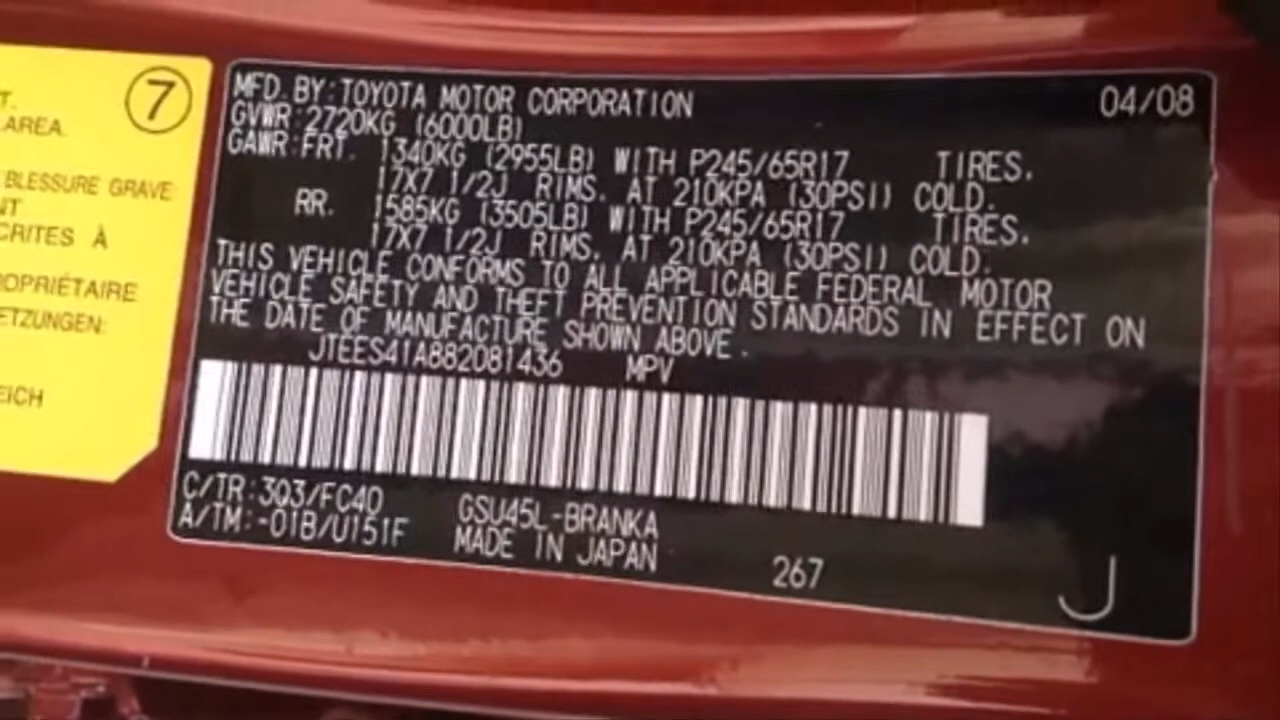 7
T.
AREA.
BLESSURE GRAVE
NT
CRITES À
OPRIÉTAIRE
ETZUNGEN:
EICH
MFD. BY: TOYOTA MOTOR CORPORATION 04/08
GVWR: 2720KG (6000LB)
GAWR: FRT. 1340KG (2955LB) WITH P245/65R17 TIRES.
17X7 1/2J RIMS, AT 210KPA (30PSI) COLD.
RR. 1585KG (3505LB) WITH P245/65R17 TIRES.
17X7 1/2J RIMS, AT 210KPA (30PSI) COLD.
THIS VEHICLE CONFORMS TO ALL APPLICABLE FEDERAL MOTOR
VEHICLE SAFETY AND THEFT PREVENTION STANDARDS IN EFFECT ON
THE DATE OF MANUFACTURE SHOWN ABOVE.
JTEES41A882081436 MPV
C/TR: 3Q3/FC40 GSU45L-BRANKA
A/TM: -01B/U151F MADE IN JAPAN
267
J